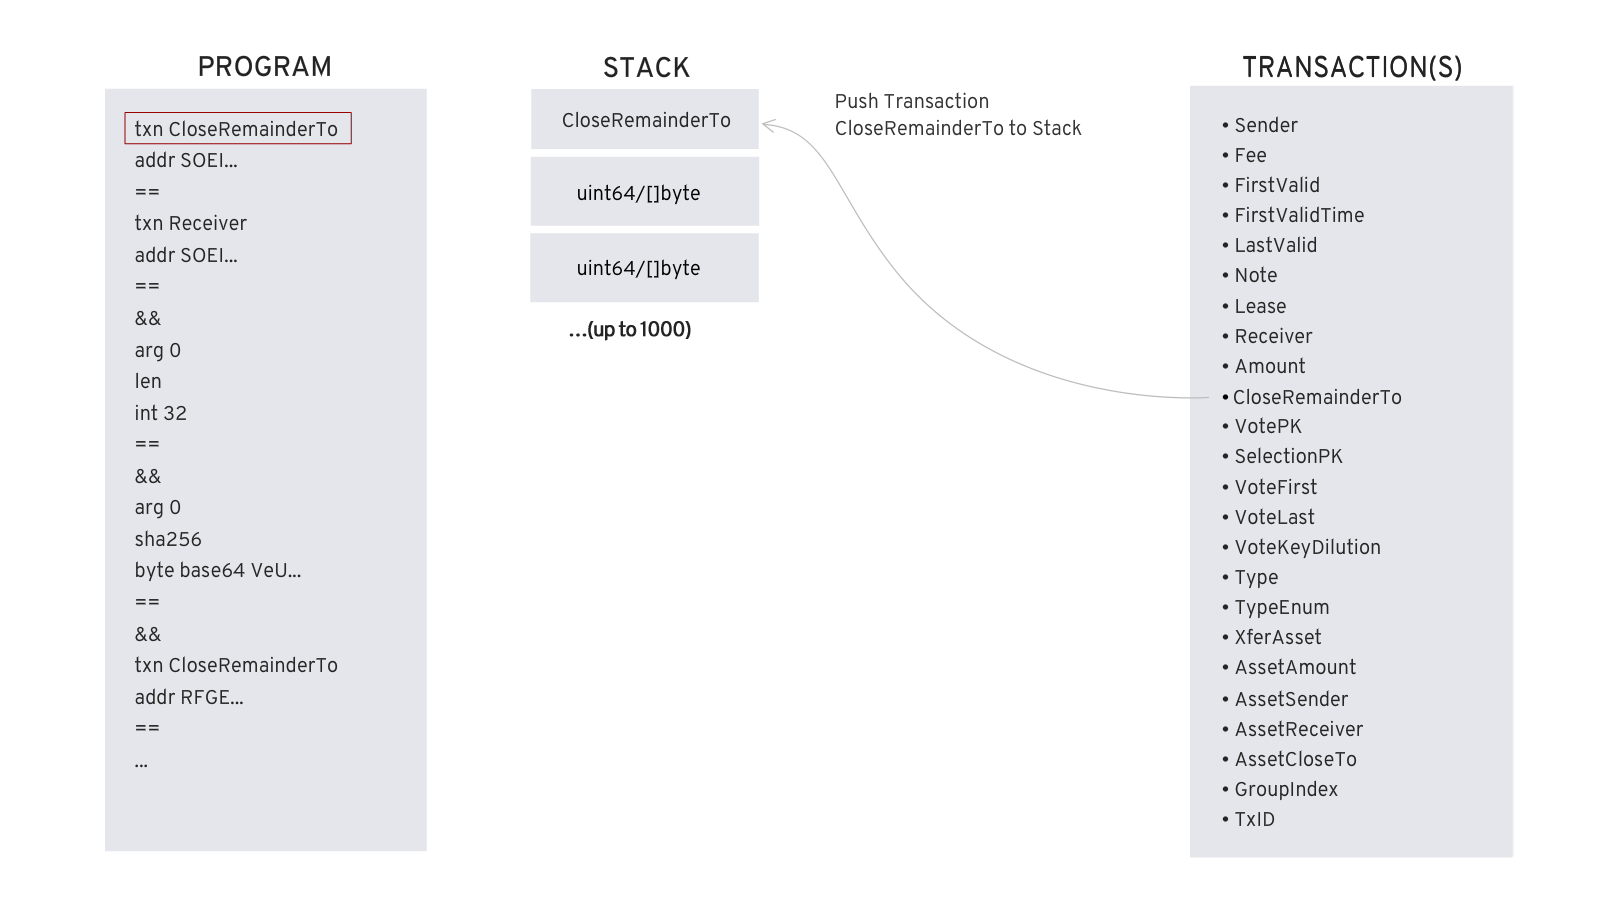 PROGRAM
txn CloseRemainderTo
addr SOEI...
==
txn Receiver
addr SOEI...
==
&&
arg 0
len
int 32
==
&&
arg 0
sha256
byte base64 VeU...
==
&&
txn CloseRemainderTo
addr RFGE...
==
...
STACK
CloseRemainderTo
uint64/[]byte
uint64/[]byte
...(up to 1000)
Push Transaction
CloseRemainderTo to Stack
TRANSACTION(S)
• Sender
• Fee
• FirstValid
• FirstValidTime
• LastValid
• Note
• Lease
• Receiver
• Amount
• CloseRemainderTo
• VotePK
• SelectionPK
• VoteFirst
• VoteLast
• VoteKeyDilution
• Type
• TypeEnum
• XferAsset
• AssetAmount
• AssetSender
• AssetReceiver
• AssetCloseTo
• GroupIndex
• TxID